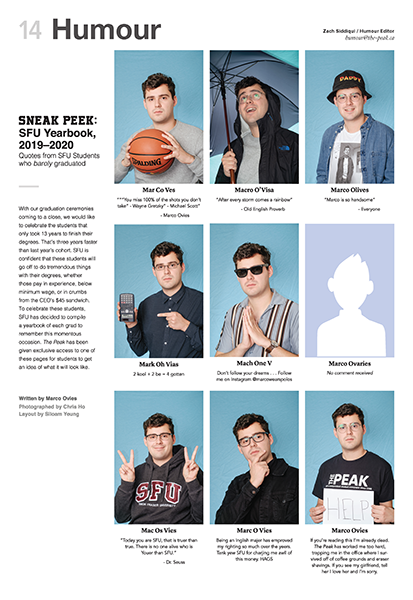 14 Humour
Zach Siddiqui / Humour Editor
humour@the-peak.ca
SNEAK PEEK:
SFU Yearbook,
2019–2020
Quotes from SFU Students
who barely graduated
With our graduation ceremonies
coming to a close, we would like
to celebrate the students that
only took 13 years to finish their
degrees. That's three years faster
than last year's cohort. SFU is
confident that these students will
go off to do tremendous things
with their degrees, whether
those pay in experience, below
minimum wage, or in crumbs
from the CEO's $45 sandwich.
To celebrate these students,
SFU has decided to compile
a yearbook of each grad to
remember this momentous
occasion. The Peak has been
given exclusive access to one of
these pages for students to get
an idea of what it will look like.
Written by Marco Ovies
Photographed by Chris Ho
Layout by Siloam Yeung
SPALDING
Mar Co Ves
"""You miss 100% of the shots you don't
take" - Wayne Gretsky" - Michael Scott"
- Marco Ovies
Macro O'Visa
"After every storm comes a rainbow"
- Old English Proverb
DADDY
Marco Olives
"Marco is so handsome"
- Everyone
Mark Oh Vias
2 kool + 2 be = 4 gotten
Mach One V
Don't follow your dreams . . . . Follow
me on Instagram @marcoweampolos
Marco Ovaries
No comment received
SFU
Mac Os Vies
"Today you are SFU, that is truer than
true. There is no one alive who is
Youer than SFU."
- Dr. Seuss
Marc O Vies
Being an inglish major has emproved
my righting so much over the years.
Tank yew SFU for charjing me awll of
this muney. HAGS
THE PEAK
HELP
Marco Ovies
If you're reading this I'm already dead.
The Peak has worked me too hard,
trapping me in the office where I sur-
vived off of coffee grounds and eraser
shavings. If you see my girlfriend, tell
her I love her and I'm sorry.